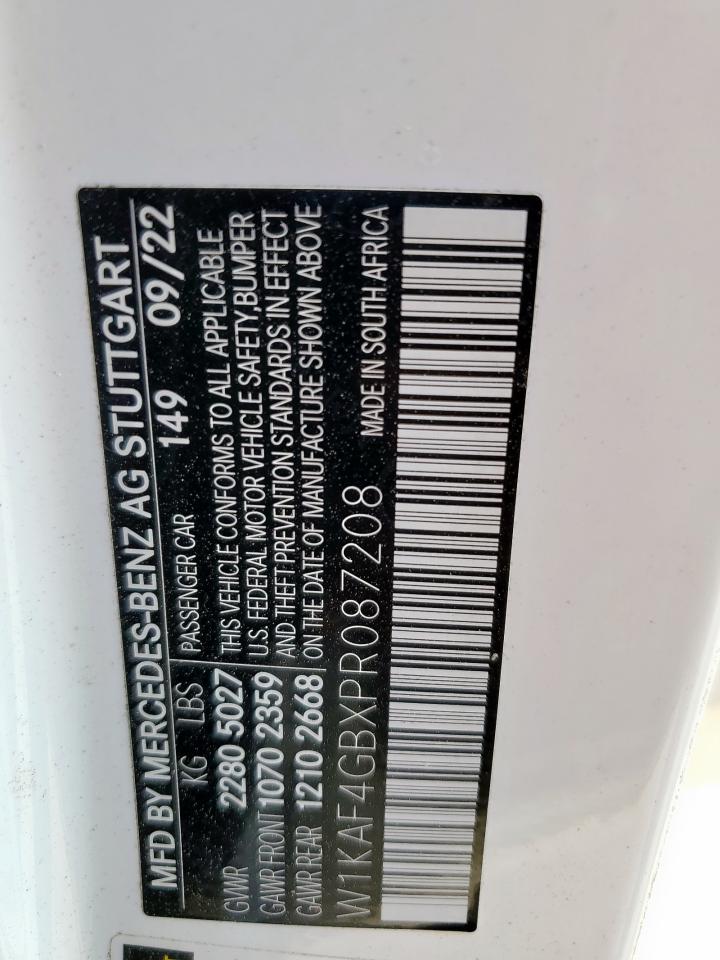 MFD BY MERCEDES-BENZ AG STUTTGART
KG LBS PASSENGER CAR 149 09/22
GVWR 2280 5027 THIS VEHICLE CONFORMS TO ALL APPLICABLE
GAWR FRONT 1070 2359 U.S. FEDERAL MOTOR VEHICLE SAFETY,BUMPER
AND THEFT PREVENTION STANDARDS IN EFFECT
GAWR REAR 1210 2668 ON THE DATE OF MANUFACTURE SHOWN ABOVE
W1KAF4GBXPR087208 MADE IN SOUTH AFRICA